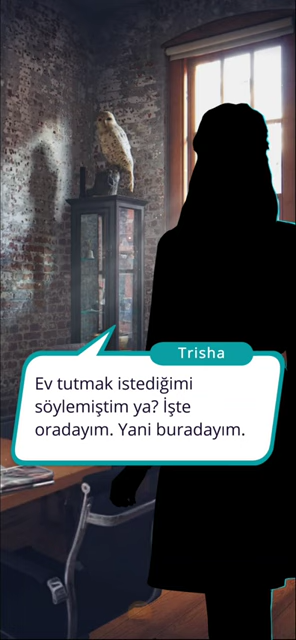 Trisha
Ev tutmak istediğimi
söylemiştim ya? İşte
oradayım. Yani buradayım.